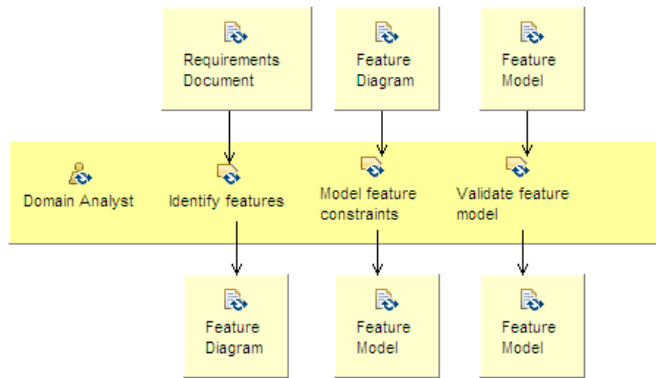 Requirements
Document
Feature
Diagram
Feature
Model
Domain Analyst
Identify features
Model feature
constraints
Validate feature
model
Feature
Diagram
Feature
Model
Feature
Model